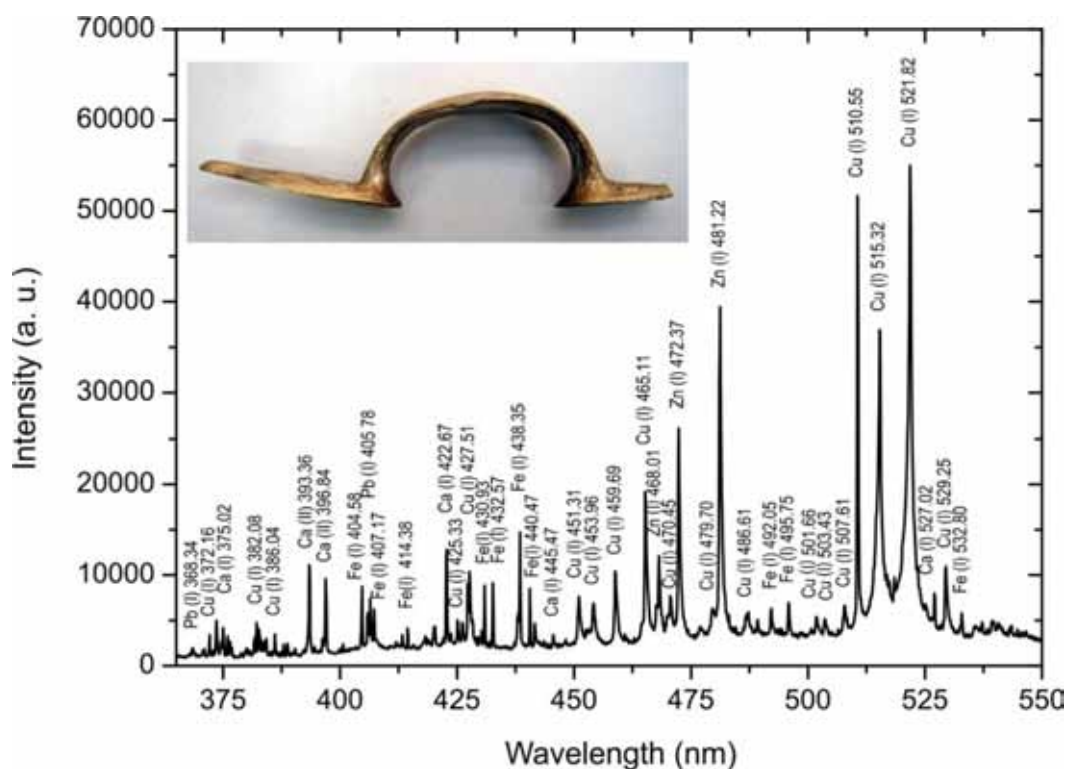 70000
60000
50000
40000
30000
20000
10000
0
Intensity (a. u.)
Pb (I) 368.34
Cu (I) 372.16
Ca (I) 375.02
Cu (I) 382.08
Cu (I) 386.04
Ca (II) 393.36
Ca (II) 396.84
Fe (I) 404.58
Pb (I) 405 78
Fe (I) 407.17
Fe(I) 414.38
Ca (I) 422.67
Cu (I) 425.33
Cu (I) 427.51
Fe(I) 430.93
Fe (I) 432.57
Fe (I) 438.35
Fe(I) 440.47
Ca (I) 445.47
Cu (I) 451.31
Cu (I) 453.96
Cu (I) 459.69
Cu (I) 465.11
Zn (I) 468.01
Cu (I) 470.45
Zn (I) 472.37
Cu (I) 479.70
Zn (I) 481.22
Cu (I) 486.61
Fe (I) 492.05
Fe (I) 495.75
Cu (I) 501.66
Cu (I) 503.43
Cu (I) 507.61
Cu (I) 510.55
Cu (I) 515.32
Cu (I) 521.82
Ca (I) 527.02
Cu (I) 529.25
Fe (I) 532.80
375 400 425 450 475 500 525 550
Wavelength (nm)